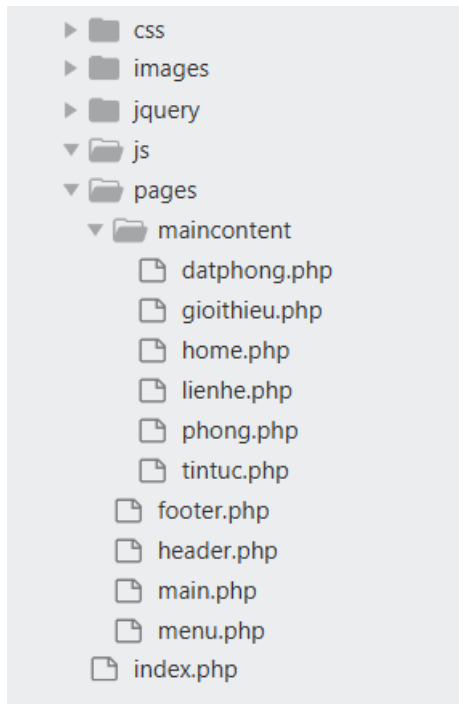 css
images
jquery
js
pages
maincontent
datphong.php
gioithieu.php
home.php
lienhe.php
phong.php
tintuc.php
footer.php
header.php
main.php
menu.php
index.php